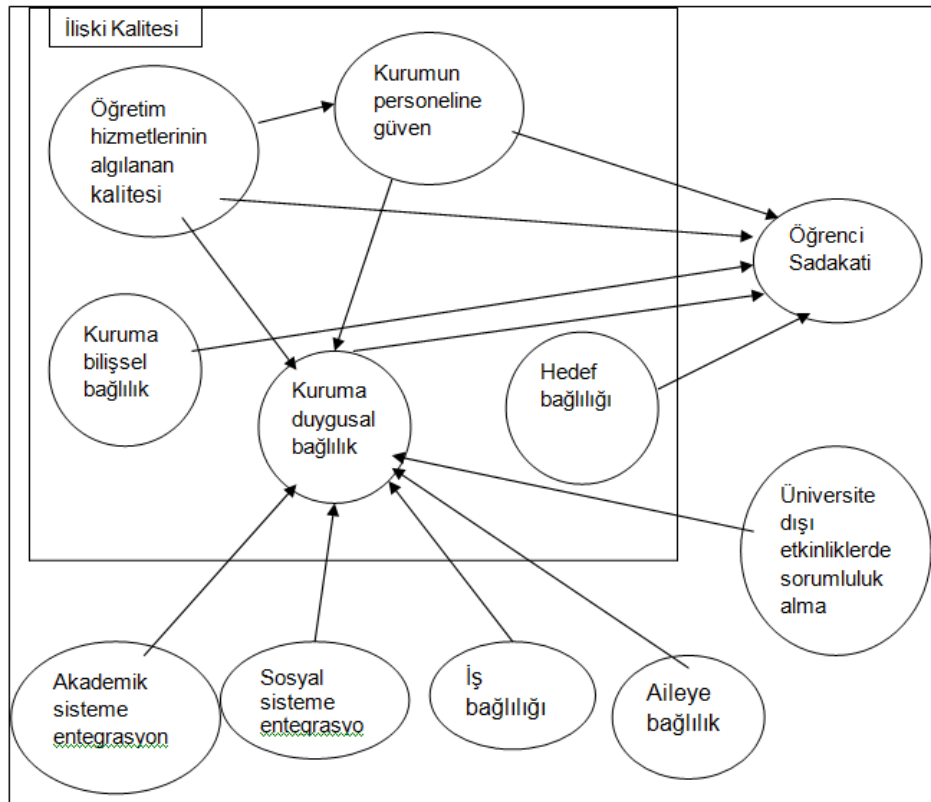 İlişki Kalitesi
Öğretim
hizmetlerinin
algılanan
kalitesi
Kurumun
personeline
güven
Öğrenci
Sadakati
Kuruma
bilişsel
bağlılık
Kuruma
duygusal
bağlılık
Hedef
bağlılığı
Üniversite
dışı
etkinliklerde
sorumluluk
alma
Akademik
sisteme
entegrasyon
Sosyal
sisteme
entegrasyo
İş
bağlılığı
Aileye
bağlılık